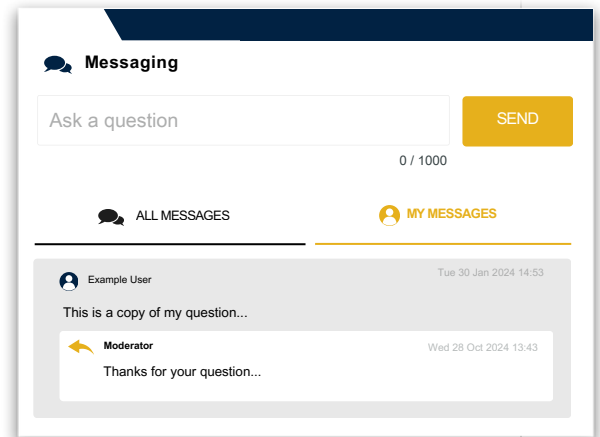 Messaging
Ask a question
SEND
0 / 1000
ALL MESSAGES
MY MESSAGES
Example User
Tue 30 Jan 2024 14:53
This is a copy of my question...
Moderator
Wed 28 Oct 2024 13:43
Thanks for your question...